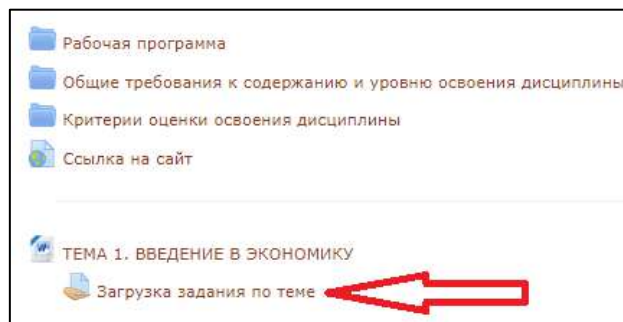 Рабочая программа
Общие требования к содержанию и уровню освоения дисциплины
Критерии оценки освоения дисциплины
Ссылка на сайт
ТЕМА 1. ВВЕДЕНИЕ В ЭКОНОМИКУ
Загрузка задания по теме